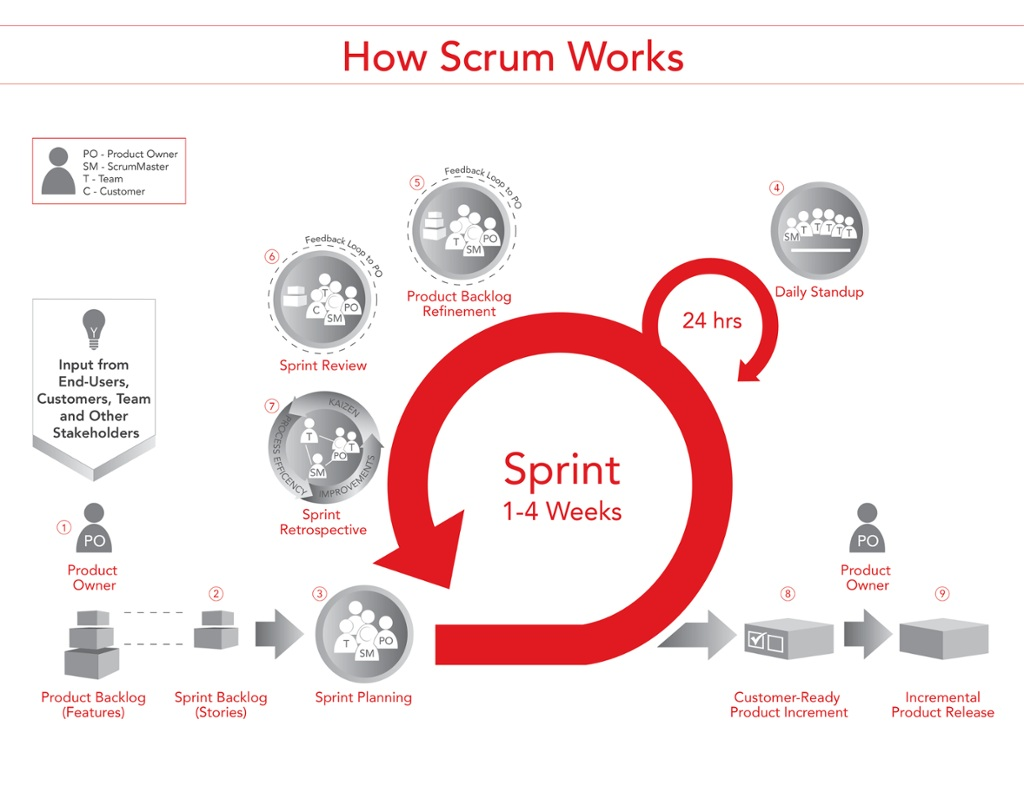 How Scrum Works
PO - Product Owner
SM - ScrumMaster
T - Team
C - Customer
Input from
End-Users,
Customers, Team
and Other
Stakeholders
1
PO
Product
Owner
Product Backlog
(Features)
2
Sprint Backlog
(Stories)
3
T
SM
PO
Sprint Planning
4
SM T T T T T
Daily Standup
24 hrs
5
Feedback Loop to PO
T
SM
PO
Product Backlog
Refinement
6
Feedback Loop to PO
T
C
SM
PO
Sprint Review
7
KAIZEN
IMPROVEMENTS
PROCESS EFFICENCY
T
T
PO
SM
Sprint
Retrospective
Sprint
1-4 Weeks
8
Customer-Ready
Product Increment
PO
Product
Owner
9
Incremental
Product Release